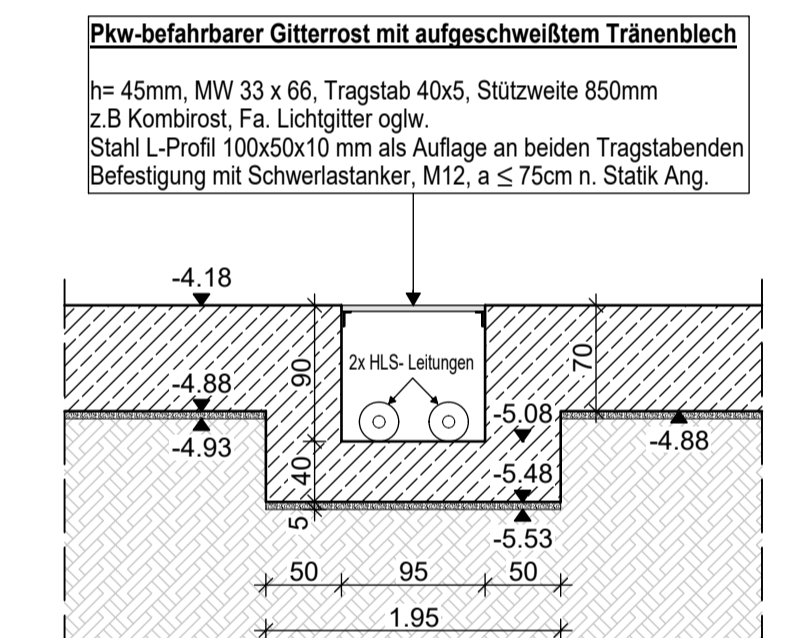 Pkw-befahrbarer Gitterrost mit aufgeschweißtem Tränenblech
h= 45mm, MW 33 x 66, Tragstab 40x5, Stützweite 850mm
z.B Kombirost, Fa. Lichtgitter oglw.
Stahl L-Profil 100x50x10 mm als Auflage an beiden Tragstabenden
Befestigung mit Schwerlastanker, M12, a ≤ 75cm n. Statik Ang.
-4.18
90
2x HLS- Leitungen
70
-4.88
-5.08
-4.93
-4.88
40
-5.48
5
-5.53
50
95
50
1.95